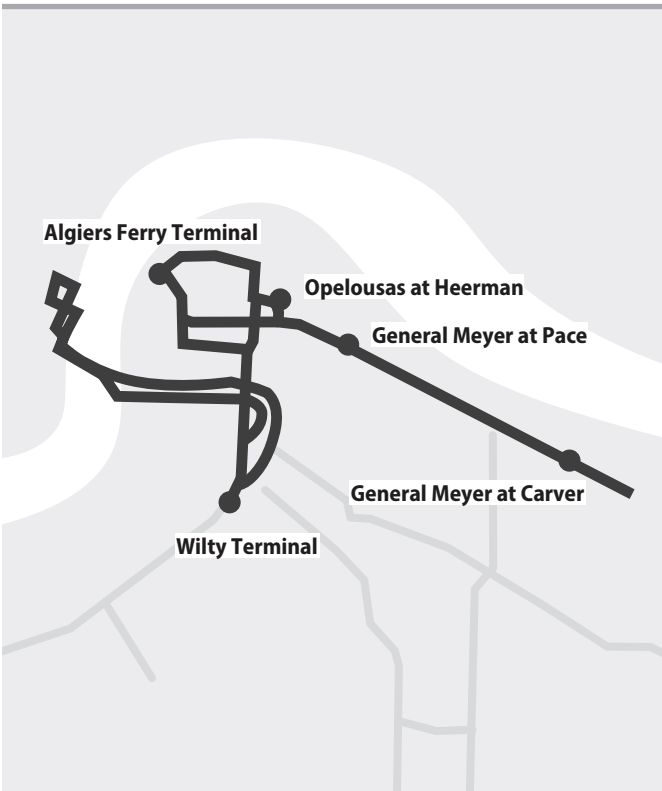 Algiers Ferry Terminal
Opelousas at Heerman
General Meyer at Pace
General Meyer at Carver
Wilty Terminal